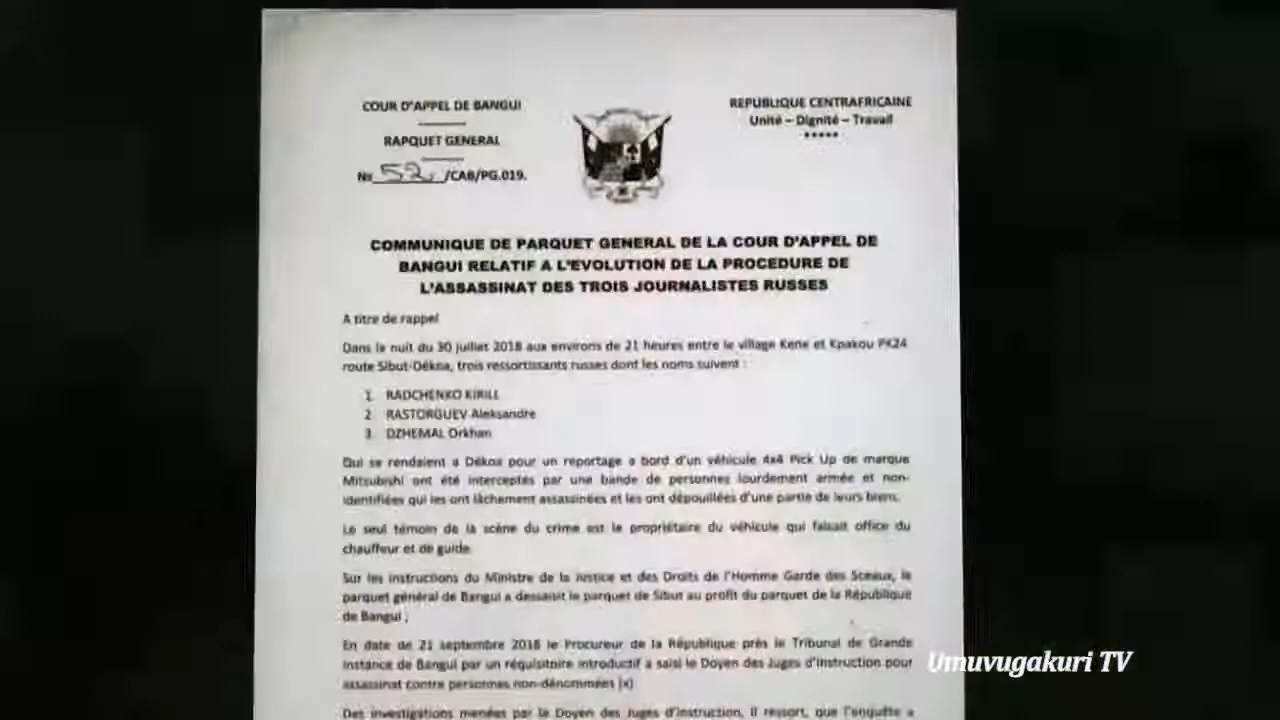 COUR D'APPEL DE BANGUI
RAPQUET GENERAL
No 52 /CAB/PG.019.
REPUBLIQUE CENTRAFRICAINE
Unité – Dignité – Travail
*****
COMMUNIQUE DE PARQUET GENERAL DE LA COUR D'APPEL DE
BANGUI RELATIF A L'EVOLUTION DE LA PROCEDURE DE
L'ASSASSINAT DES TROIS JOURNALISTES RUSSES
A titre de rappel
Dans la nuit du 30 juillet 2018 aux environs de 21 heures entre le village Kene et Kpakou PK24
route Sibut-Dékoa, trois ressortissants russes dont les noms suivent :
1. RADCHENKO KIRILL
2. RASTORGUEV Aleksandre
3. DZHEMAL Orkhan
Qui se rendaient a Dékoa pour un reportage a bord d'un véhicule 4x4 Pick Up de marque
Mitsubishi ont été interceptés par une bande de personnes lourdement armée et non-
identifiées qui les ont lâchement assassinées et les ont dépouillées d'une partie de leurs biens.
Le seul témoin de la scène du crime est le propriétaire du véhicule qui faisait office du
chauffeur et de guide.
Sur les instructions du Ministre de la Justice et des Droits de l'Homme Garde des Sceaux, le
parquet général de Bangui a dessaisit le parquet de Sibut au profit du parquet de la République
de Bangui ;
En date de 21 septembre 2018 le Procureur de la République près le Tribunal de Grande
Instance de Bangui par un réquisitoire introductif a saisi le Doyen des Juges d'Instruction pour
assassinat contre personnes non-dénommées (x)
Des investigations menées par le Doyen des Juges d'Instruction, il ressort, que l'enquête a
Umuvugakuri TV